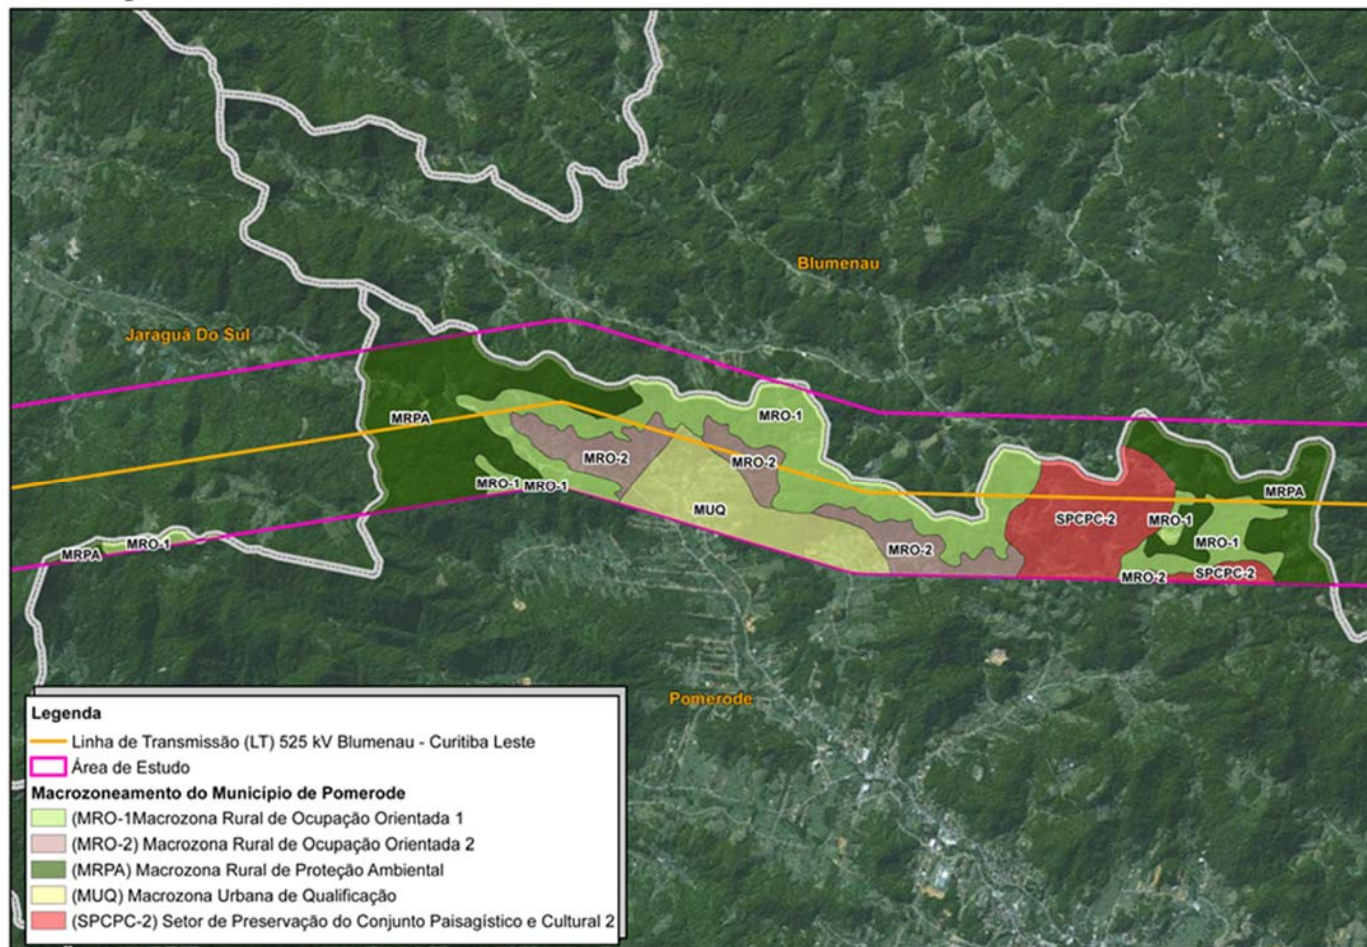 Blumenau
Jaraguá Do Sul
MRPA
MRO-1
MRO-2
MRO-2
MRPA
MRO-1
MRO-1
MUQ
SPCPC-2
MRO-1
MRPA
MRO-1
MRO-1
MRO-2
MRO-2
SPCPC-2
Pomerode
Legenda
Linha de Transmissão (LT) 525 kV Blumenau - Curitiba Leste
Área de Estudo
Macrozoneamento do Município de Pomerode
(MRO-1Macrozona Rural de Ocupação Orientada 1
(MRO-2) Macrozona Rural de Ocupação Orientada 2
(MRPA) Macrozona Rural de Proteção Ambiental
(MUQ) Macrozona Urbana de Qualificação
(SPCPC-2) Setor de Preservação do Conjunto Paisagístico e Cultural 2